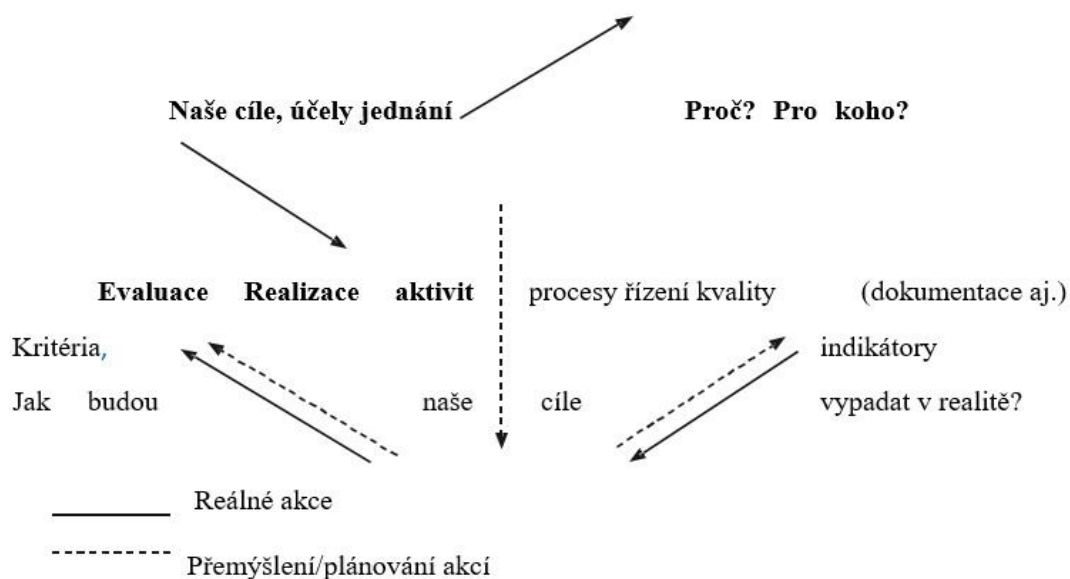 Naše cíle, účely jednání Proč? Pro koho?
Evaluace Realizace aktivit procesy řízení kvality (dokumentace aj.)
Kritéria, indikátory
Jak budou naše cíle vypadat v realitě?
Reálné akce
Přemýšlení/plánování akcí